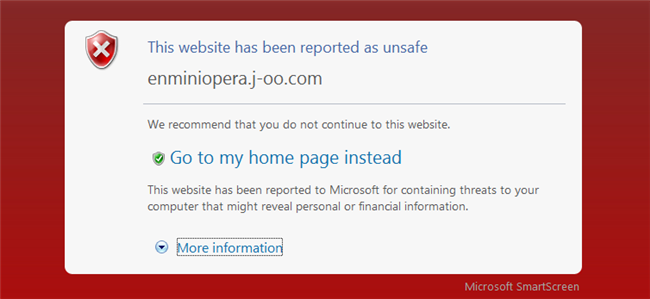 This website has been reported as unsafe
enminiopera.j-oo.com
We recommend that you do not continue to this website.
Go to my home page instead
This website has been reported to Microsoft for containing threats to your
computer that might reveal personal or financial information.
More information
Microsoft SmartScreen